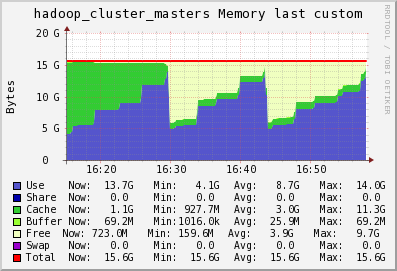 hadoop_cluster_masters Memory last custom
RRDTOOL / TOBI OETIKER
Bytes
20 G
15 G
10 G
5 G
0
16:20 16:30 16:40 16:50
Use Now: 13.7G Min: 4.1G Avg: 8.7G Max: 14.0G
Share Now: 0.0 Min: 0.0 Avg: 0.0 Max: 0.0
Cache Now: 1.1G Min: 927.7M Avg: 3.0G Max: 11.3G
Buffer Now: 69.2M Min:1016.0k Avg: 25.9M Max: 69.2M
Free Now: 723.0M Min: 159.6M Avg: 3.9G Max: 9.7G
Swap Now: 0.0 Min: 0.0 Avg: 0.0 Max: 0.0
Total Now: 15.6G Min: 15.6G Avg: 15.6G Max: 15.6G